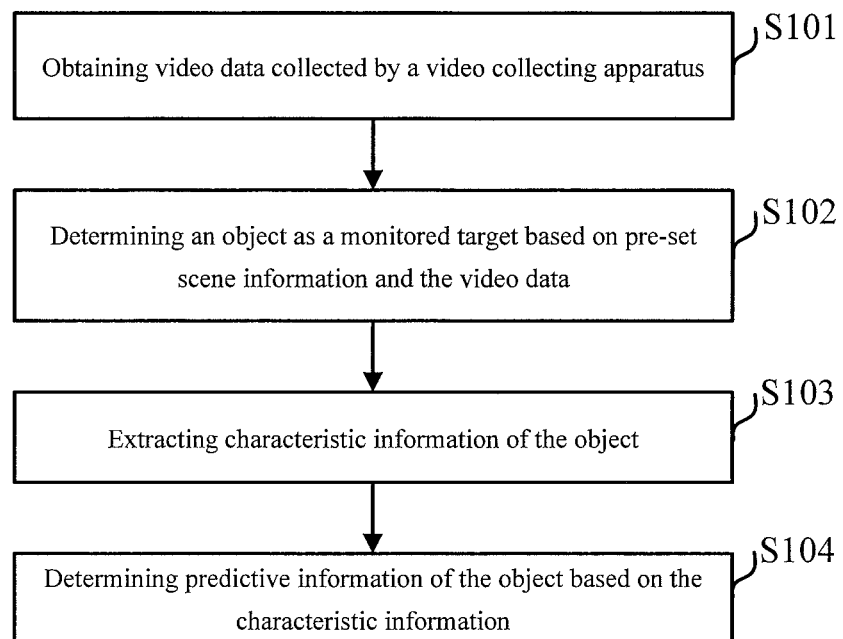 S101
Obtaining video data collected by a video collecting apparatus
S102
Determining an object as a monitored target based on pre-set
scene information and the video data
S103
Extracting characteristic information of the object
S104
Determining predictive information of the object based on the
characteristic information